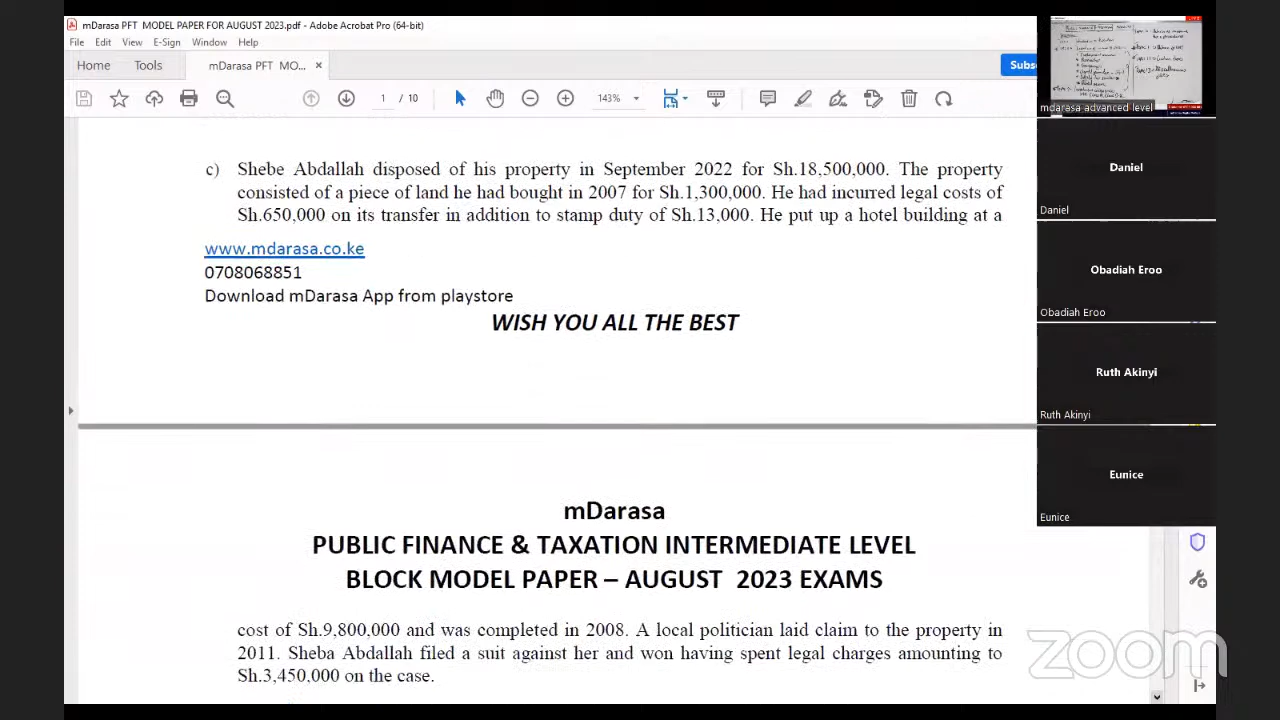 mDarasa PFT MODEL PAPER FOR AUGUST 2023.pdf - Adobe Acrobat Pro (64-bit)
File Edit View E-Sign Window Help
Home Tools mDarasa PFT MO... × Subs
10 143%
c) Shebe Abdallah disposed of his property in September 2022 for Sh.18,500,000. The property
consisted of a piece of land he had bought in 2007 for Sh.1,300,000. He had incurred legal costs of
Sh.650,000 on its transfer in addition to stamp duty of Sh.13,000. He put up a hotel building at a
www.mdarasa.co.ke
0708068851
Download mDarasa App from playstore
WISH YOU ALL THE BEST
mDarasa
PUBLIC FINANCE & TAXATION INTERMEDIATE LEVEL
BLOCK MODEL PAPER – AUGUST 2023 EXAMS
cost of Sh.9,800,000 and was completed in 2008. A local politician laid claim to the property in
2011. Sheba Abdallah filed a suit against her and won having spent legal charges amounting to
Sh.3,450,000 on the case.
mdarasa advanced level
Daniel
Daniel
Obadiah Eroo
Obadiah Eroo
Ruth Akinyi
Ruth Akinyi
Eunice
Eunice
zoom